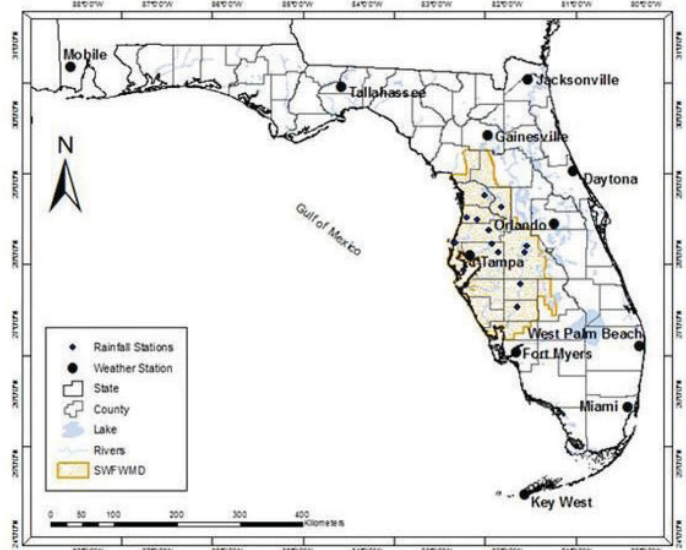 Mobile
Tallahassee
Jacksonville
Gainesville
Daytona
N
Orlando
Gulf of Mexico
Tampa
West Palm Beach
Fort Myers
Miami
Key West
Rainfall Stations
Weather Station
State
County
Lake
Rivers
SWFWMD
0 50 100 200 300 400
Kilometers